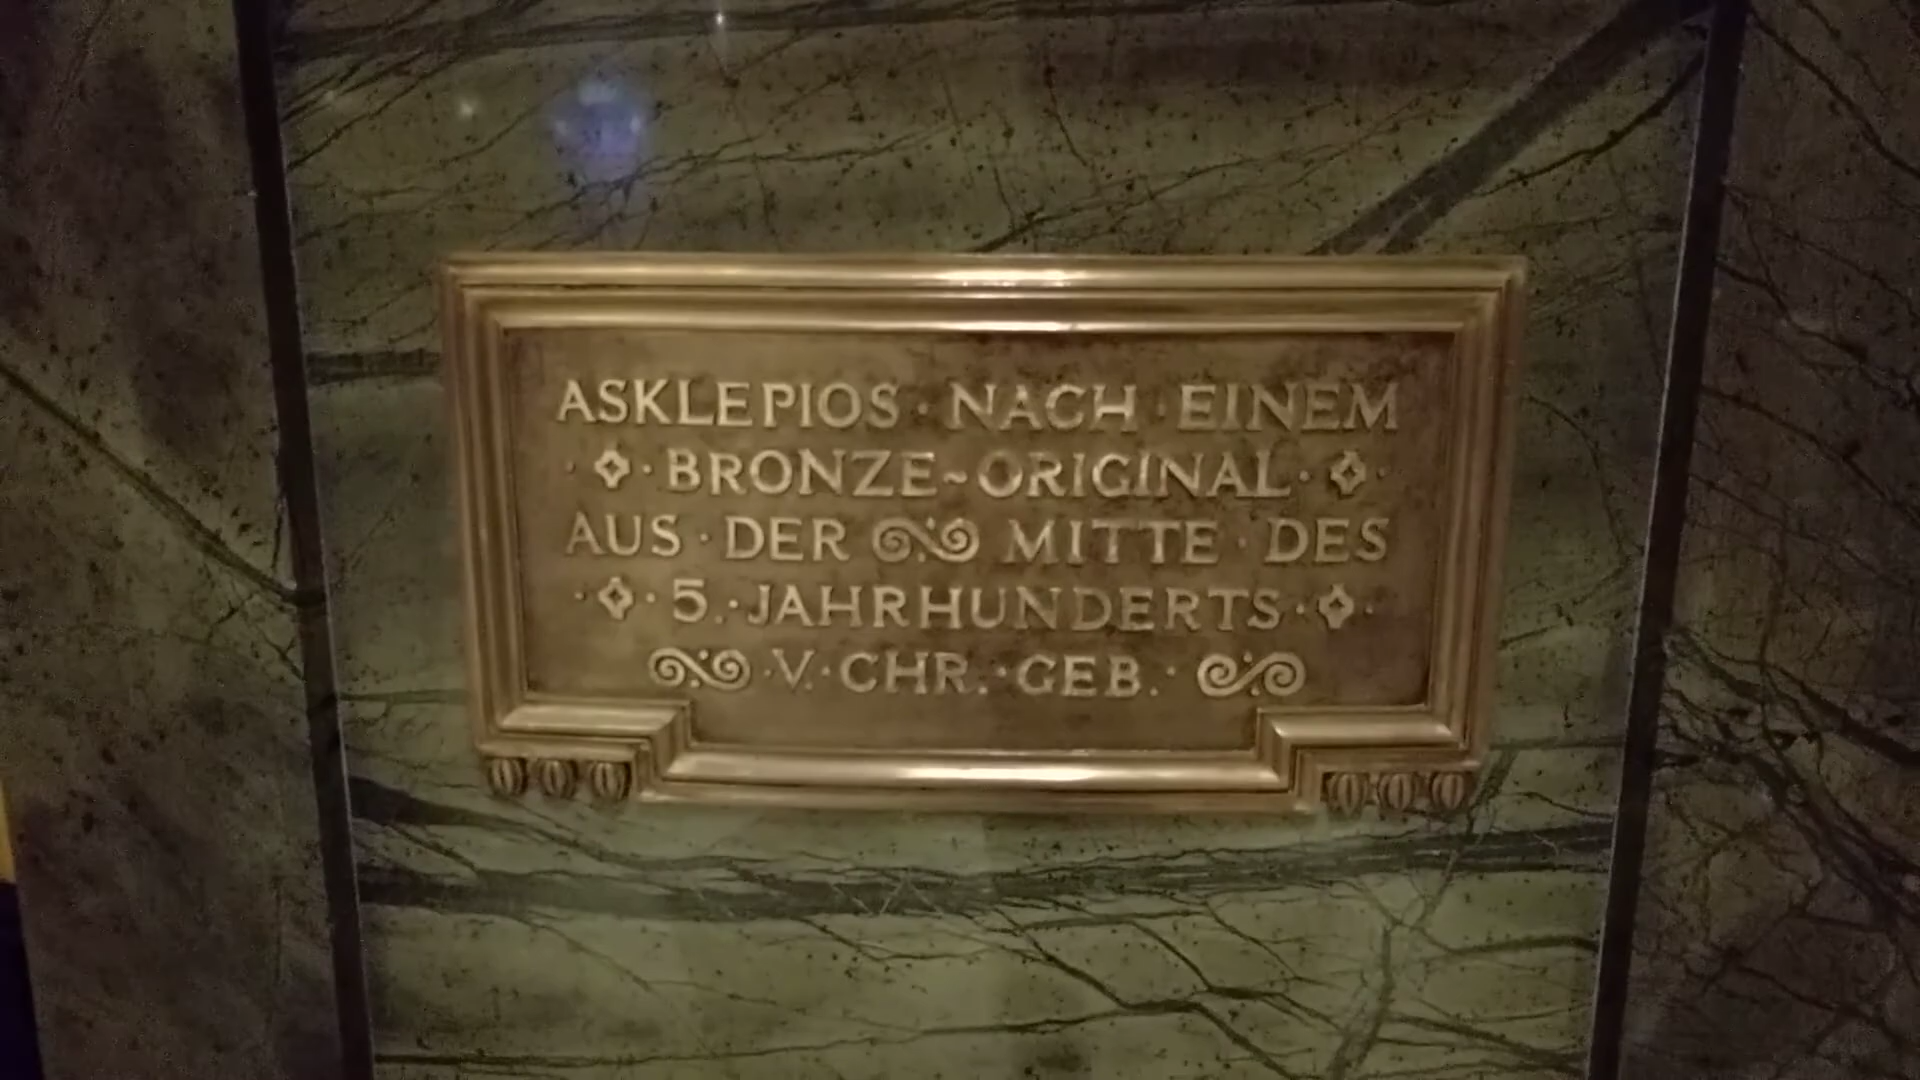 ASKLEPIOS · NACH · EINEM
· BRONZE~ORIGINAL ·
AUS · DER MITTE · DES
· 5. · JAHRHUNDERTS ·
· V. · CHR. · GEB. ·